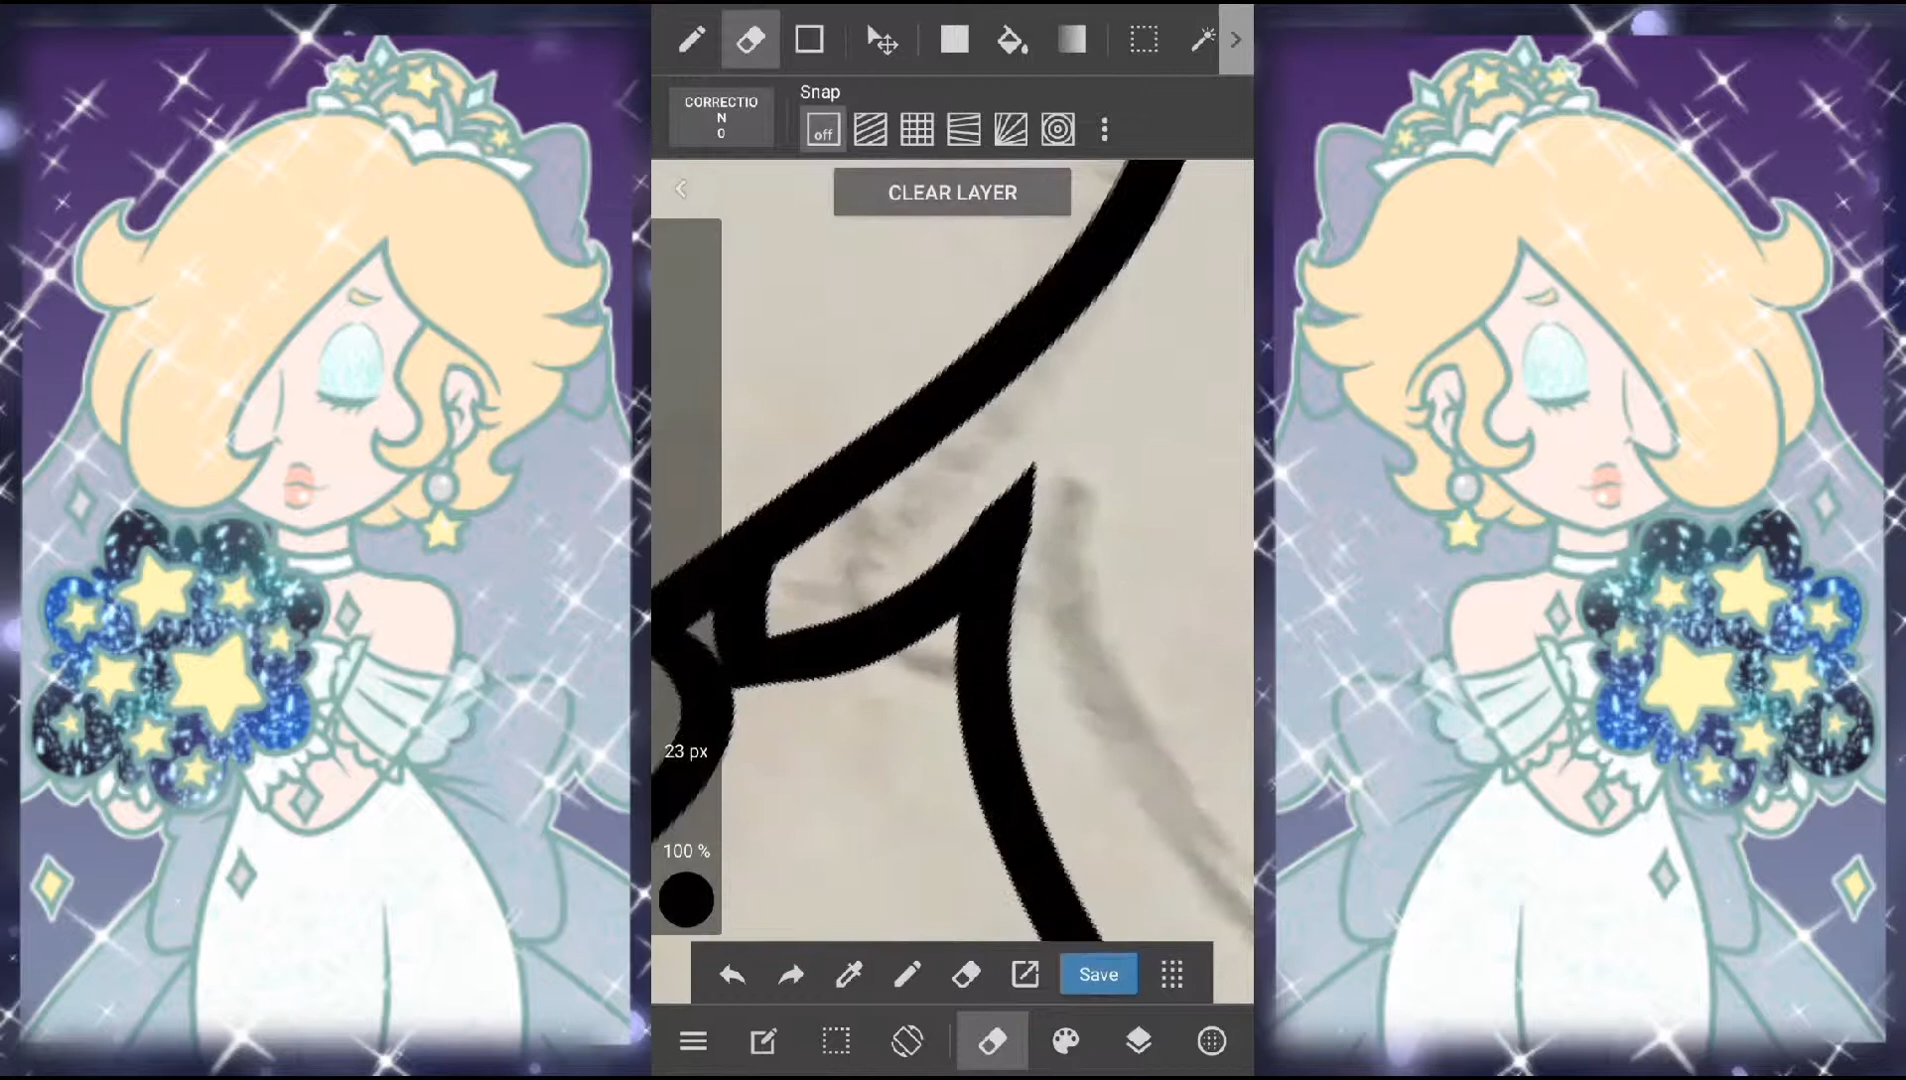 CORRECTIO
N
0
Snap
off
CLEAR LAYER
23 px
100 %
Save